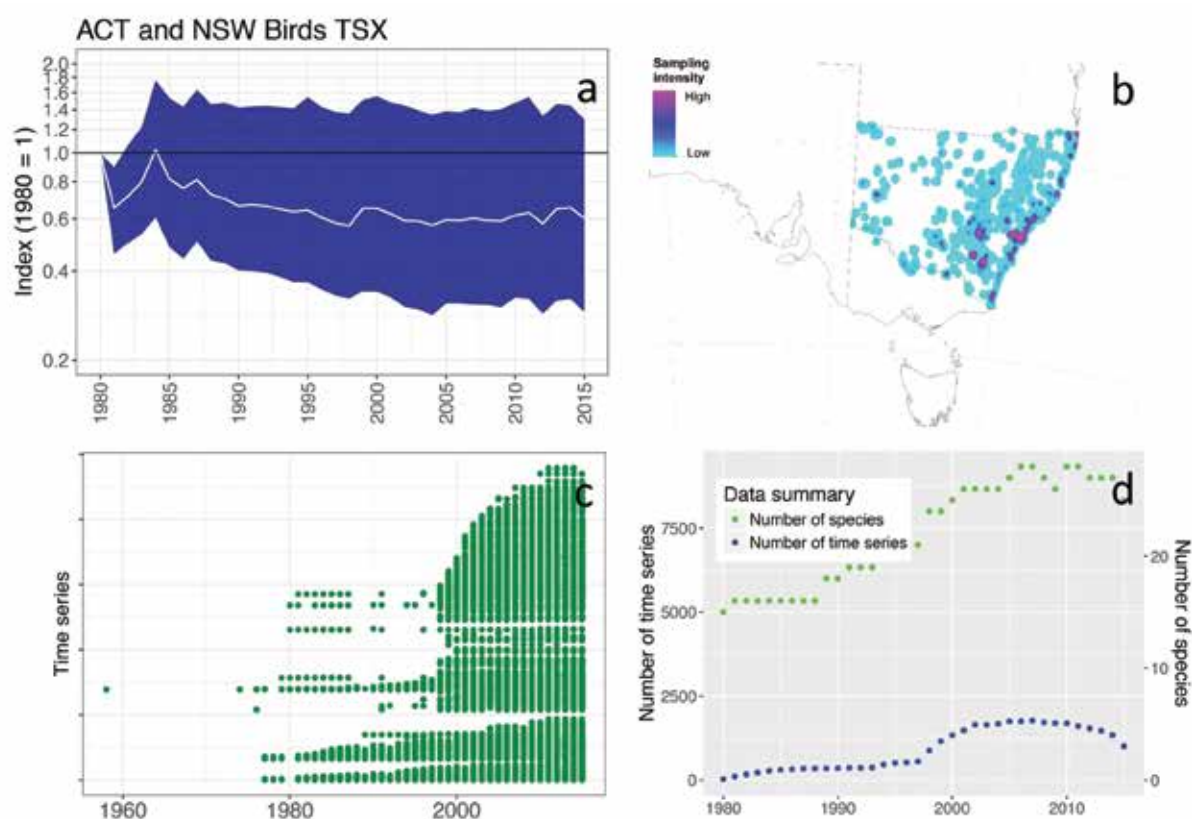 ACT and NSW Birds TSX
a
Index (1980 = 1)
2.0
1.8
1.6
1.4
1.2
1.0
0.8
0.6
0.4
0.2
1980
1985
1990
1995
2000
2005
2010
2015
b
Sampling
intensity
High
Low
c
Time series
1960
1980
2000
d
Data summary
Number of species
Number of time series
Number of time series
7500
5000
2500
0
Number of species
20
10
0
1980
1990
2000
2010